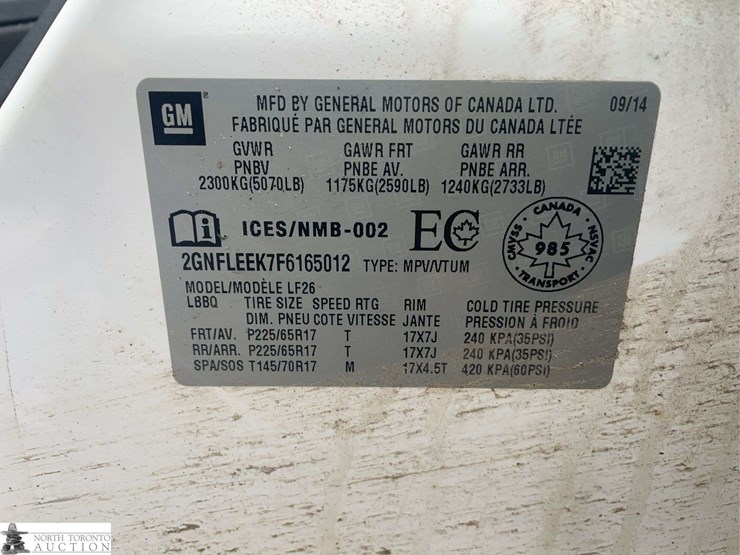 GM
MFD BY GENERAL MOTORS OF CANADA LTD. 09/14
FABRIQUÉ PAR GENERAL MOTORS DU CANADA LTÉE
GVWR GAWR FRT GAWR RR
PNBV PNBE AV. PNBE ARR.
2300KG(5070LB) 1175KG(2590LB) 1240KG(2733LB)
ICES/NMB-002 EC
CANADA
CMVSS 985 NSVAC
TRANSPORT
2GNFLEEK7F6165012 TYPE: MPV/VTUM
MODEL/MODÈLE LF26
L8BQ TIRE SIZE SPEED RTG RIM COLD TIRE PRESSURE
DIM. PNEU COTE VITESSE JANTE PRESSION À FROID
FRT/AV. P225/65R17 T 17X7J 240 KPA(35PSI)
RR/ARR. P225/65R17 T 17X7J 240 KPA(35PSI)
SPA/SOS T145/70R17 M 17X4.5T 420 KPA(60PSI)
NORTH TORONTO
AUCTION